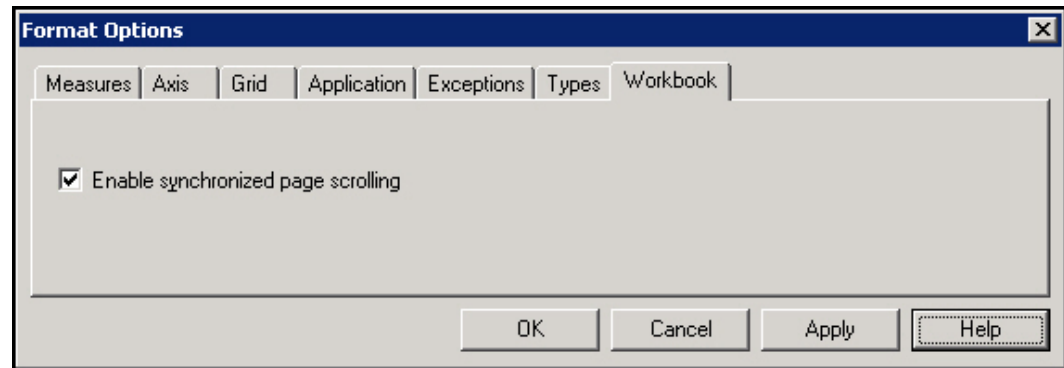 Format Options
Measures Axis Grid Application Exceptions Types Workbook
Enable synchronized page scrolling
OK Cancel Apply Help